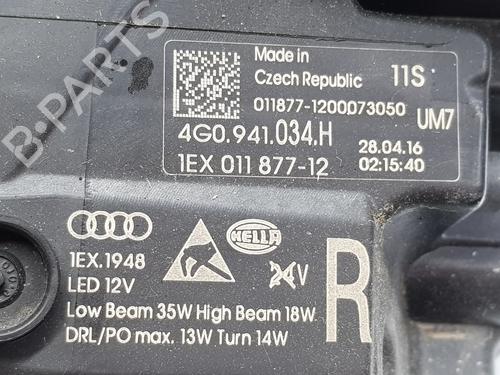 B-PARTS
Made in
Czech Republic 11S
011877-1200073050 UM7
4G0.941.034.H 28.04.16
1EX 011 877-12 02:15:40
1EX.1948 HELLA
LED 12V 24V R
Low Beam 35W High Beam 18W
DRL/PO max. 13W Turn 14W